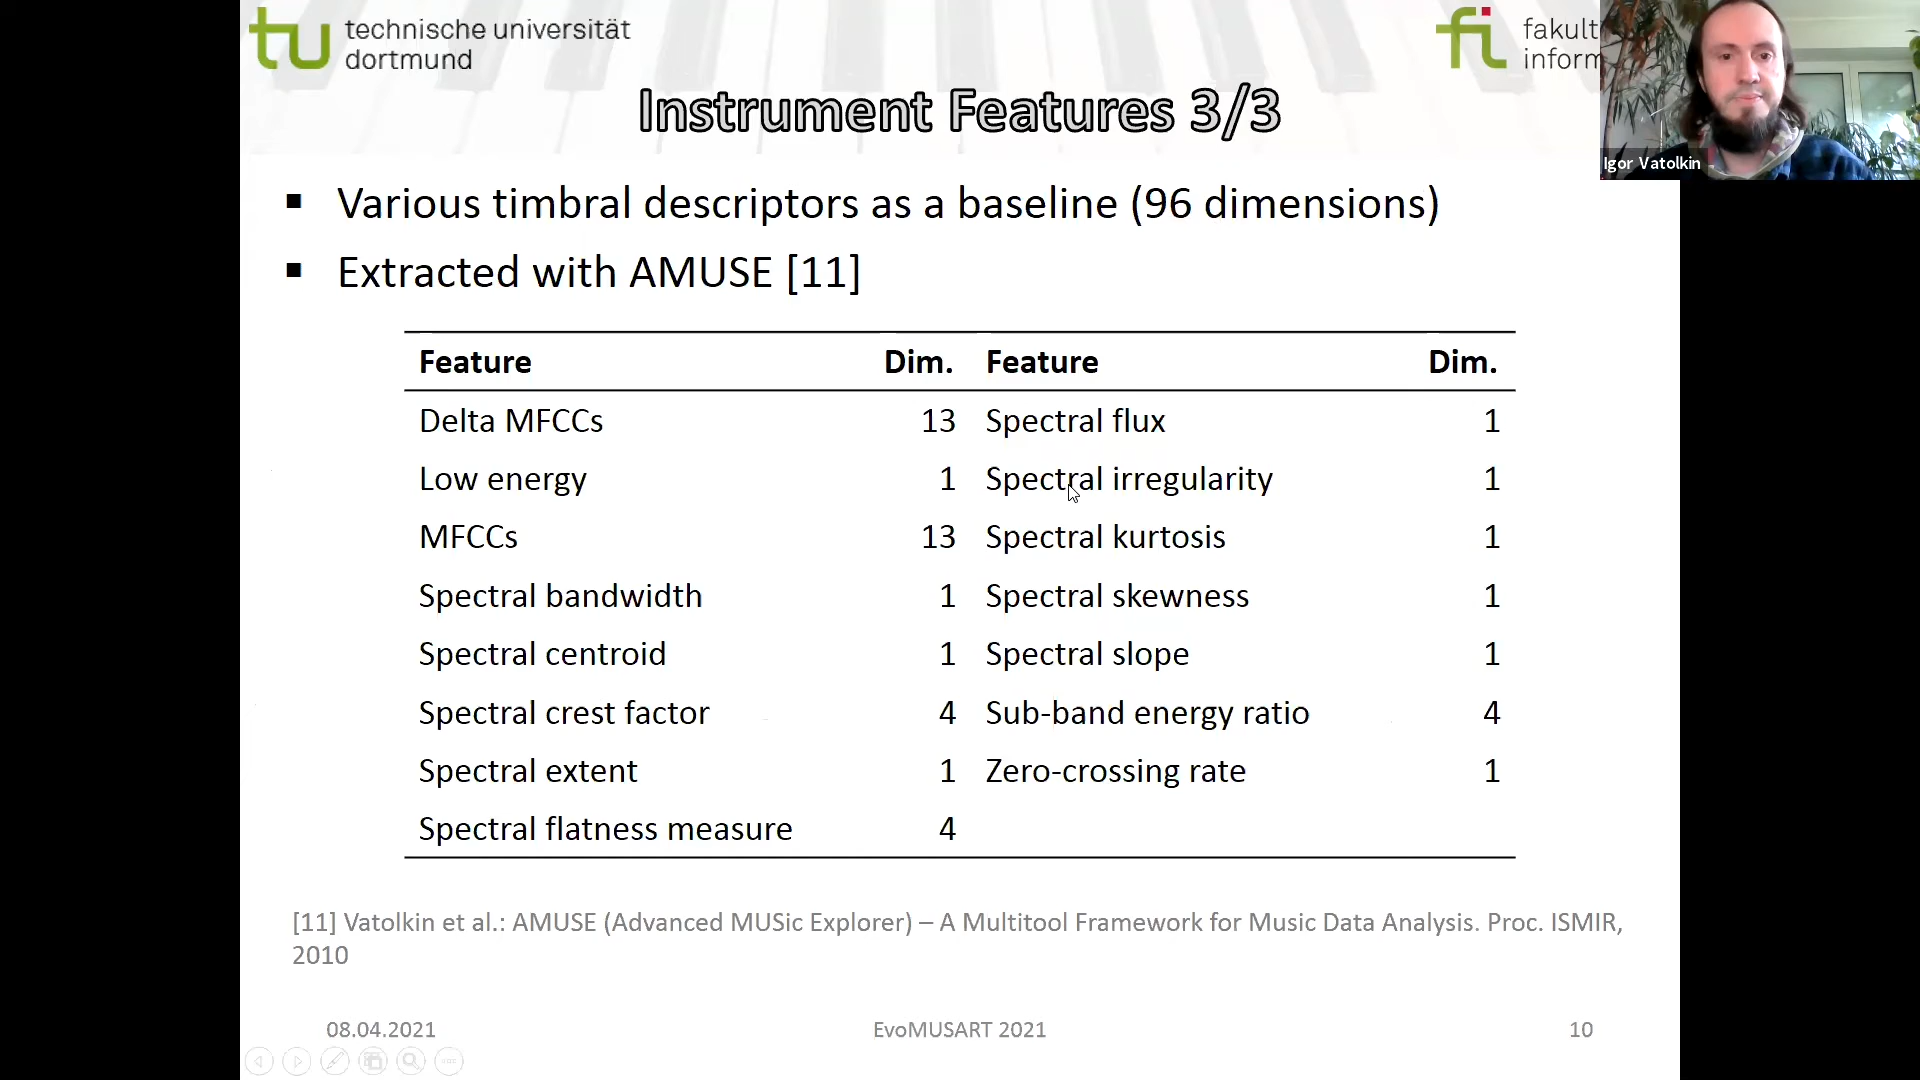 technische universität
dortmund
fakult
inform
Igor Vatolkin
Instrument Features 3/3
▪ Various timbral descriptors as a baseline (96 dimensions)
▪ Extracted with AMUSE [11]
Feature Dim. Feature Dim.
Delta MFCCs 13 Spectral flux 1
Low energy 1 Spectral irregularity 1
MFCCs 13 Spectral kurtosis 1
Spectral bandwidth 1 Spectral skewness 1
Spectral centroid 1 Spectral slope 1
Spectral crest factor 4 Sub-band energy ratio 4
Spectral extent 1 Zero-crossing rate 1
Spectral flatness measure 4
[11] Vatolkin et al.: AMUSE (Advanced MUSic Explorer) – A Multitool Framework for Music Data Analysis. Proc. ISMIR,
2010
08.04.2021 EvoMUSART 2021 10